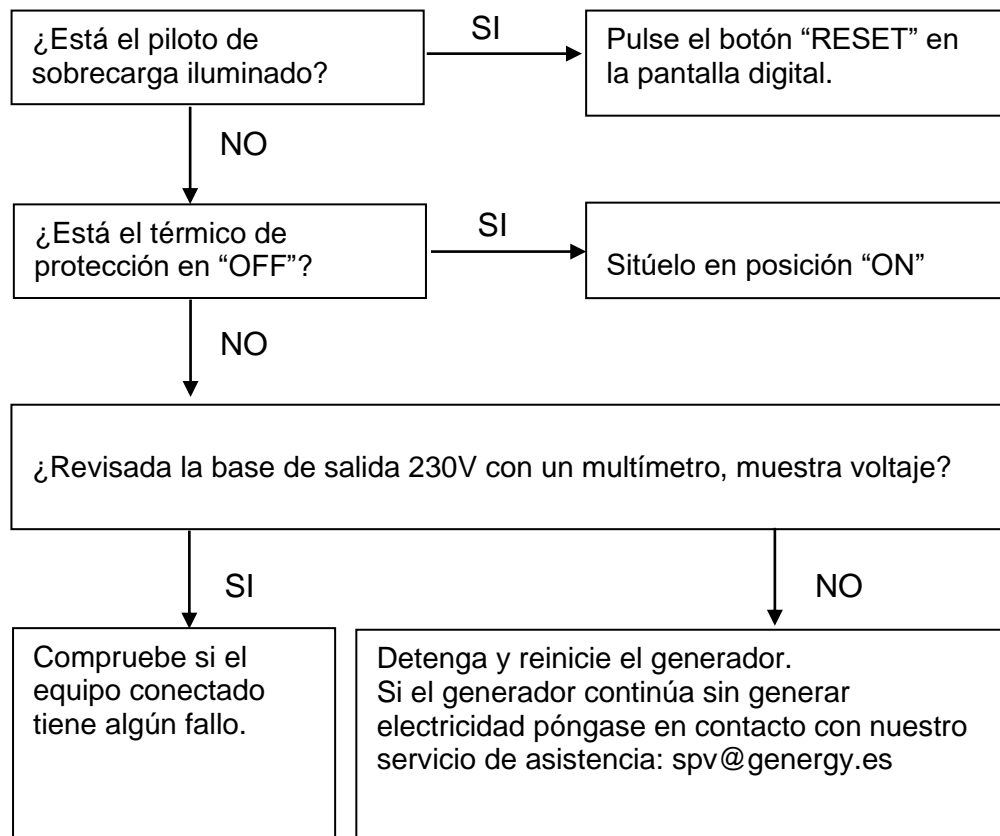 ¿Está el piloto de
sobrecarga iluminado?
SI
Pulse el botón “RESET” en
la pantalla digital.
NO
¿Está el térmico de
protección en “OFF”?
SI
Sitúelo en posición “ON”
NO
¿Revisada la base de salida 230V con un multímetro, muestra voltaje?
SI
NO
Compruebe si el
equipo conectado
tiene algún fallo.
Detenga y reinicie el generador.
Si el generador continúa sin generar
electricidad póngase en contacto con nuestro
servicio de asistencia: spv@genergy.es